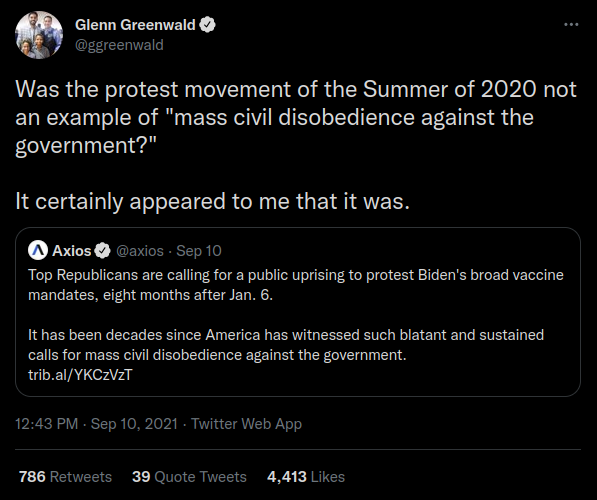 Glenn Greenwald
@ggreenwald
Was the protest movement of the Summer of 2020 not
an example of "mass civil disobedience against the
government?"
It certainly appeared to me that it was.
Axios @axios · Sep 10
Top Republicans are calling for a public uprising to protest Biden's broad vaccine
mandates, eight months after Jan. 6.
It has been decades since America has witnessed such blatant and sustained
calls for mass civil disobedience against the government.
trib.al/YKCzVzT
12:43 PM · Sep 10, 2021 · Twitter Web App
786 Retweets 39 Quote Tweets 4,413 Likes